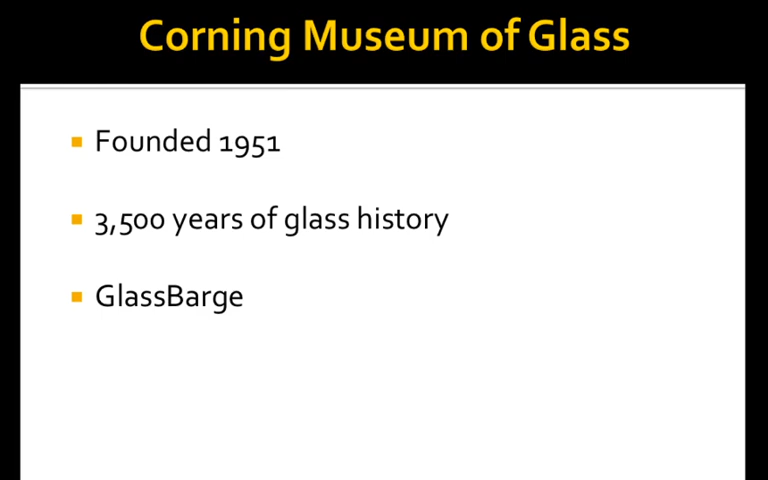 Corning Museum of Glass
Founded 1951
3,500 years of glass history
GlassBarge